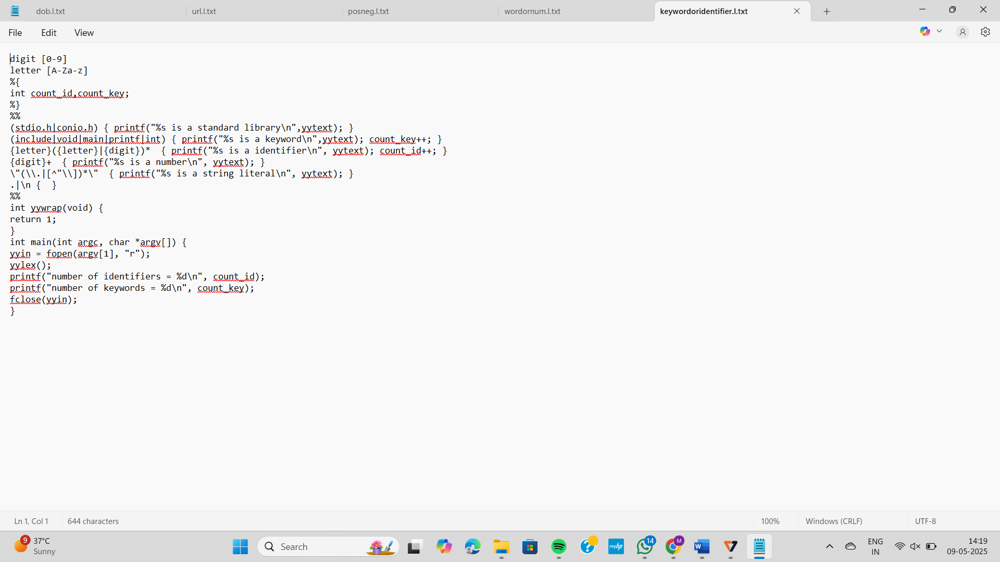 dob.l.txt
url.l.txt
posneg.l.txt
wordornum.l.txt
keywordoridentifier.l.txt
File Edit View
digit [0-9]
letter [A-Za-z]
%{
int count_id,count_key;
%}
%%
(stdio.h|conio.h) { printf("%s is a standard library\n",yytext); }
(include|void|main|printf|int) { printf("%s is a keyword\n",yytext); count_key++; }
{letter}({letter}|{digit})*  { printf("%s is a identifier\n", yytext); count_id++; }
{digit}+  { printf("%s is a number\n", yytext); }
\"(\\.|[^"\\])*\"  { printf("%s is a string literal\n", yytext); }
.|\n {  }
%%
int yywrap(void) {
return 1;
}
int main(int argc, char *argv[]) {
yyin = fopen(argv[1], "r");
yylex();
printf("number of identifiers = %d\n", count_id);
printf("number of keywords = %d\n", count_key);
fclose(yyin);
}
Ln 1, Col 1
644 characters
100%
Windows (CRLF)
UTF-8
9
37°C
Sunny
Search
myhp
14
M
W
ENG
IN
14:19
09-05-2025